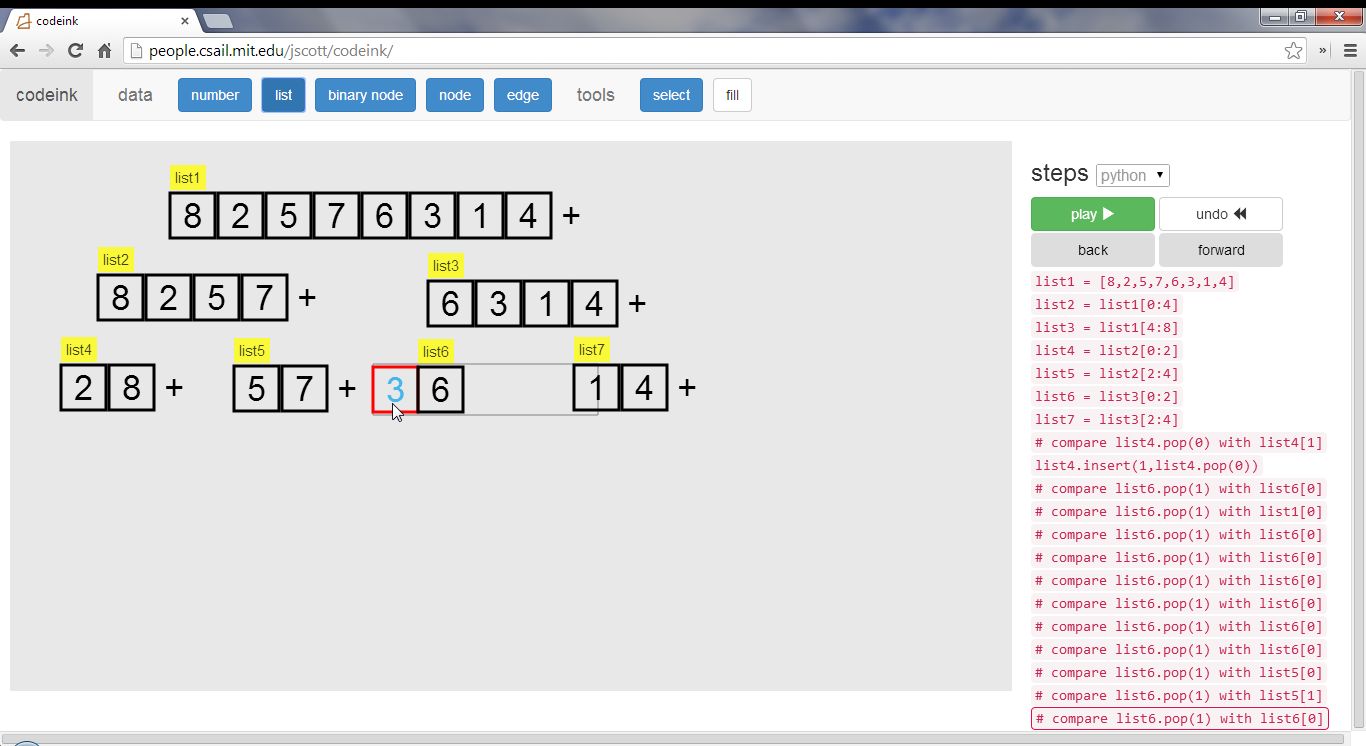 codeink
people.csail.mit.edu/jscott/codeink/
codeink data number list binary node node edge tools select fill
list1
8 2 5 7 6 3 1 4 +
list2
8 2 5 7 +
list3
6 3 1 4 +
list4
2 8 +
list5
5 7 +
list6
3 6
list7
1 4 +
steps python
play undo
back forward
list1 = [8,2,5,7,6,3,1,4]
list2 = list1[0:4]
list3 = list1[4:8]
list4 = list2[0:2]
list5 = list2[2:4]
list6 = list3[0:2]
list7 = list3[2:4]
# compare list4.pop(0) with list4[1]
list4.insert(1,list4.pop(0))
# compare list6.pop(1) with list6[0]
# compare list6.pop(1) with list1[0]
# compare list6.pop(1) with list6[0]
# compare list6.pop(1) with list6[0]
# compare list6.pop(1) with list6[0]
# compare list6.pop(1) with list6[0]
# compare list6.pop(1) with list6[0]
# compare list6.pop(1) with list6[0]
# compare list6.pop(1) with list5[0]
# compare list6.pop(1) with list5[1]
# compare list6.pop(1) with list6[0]